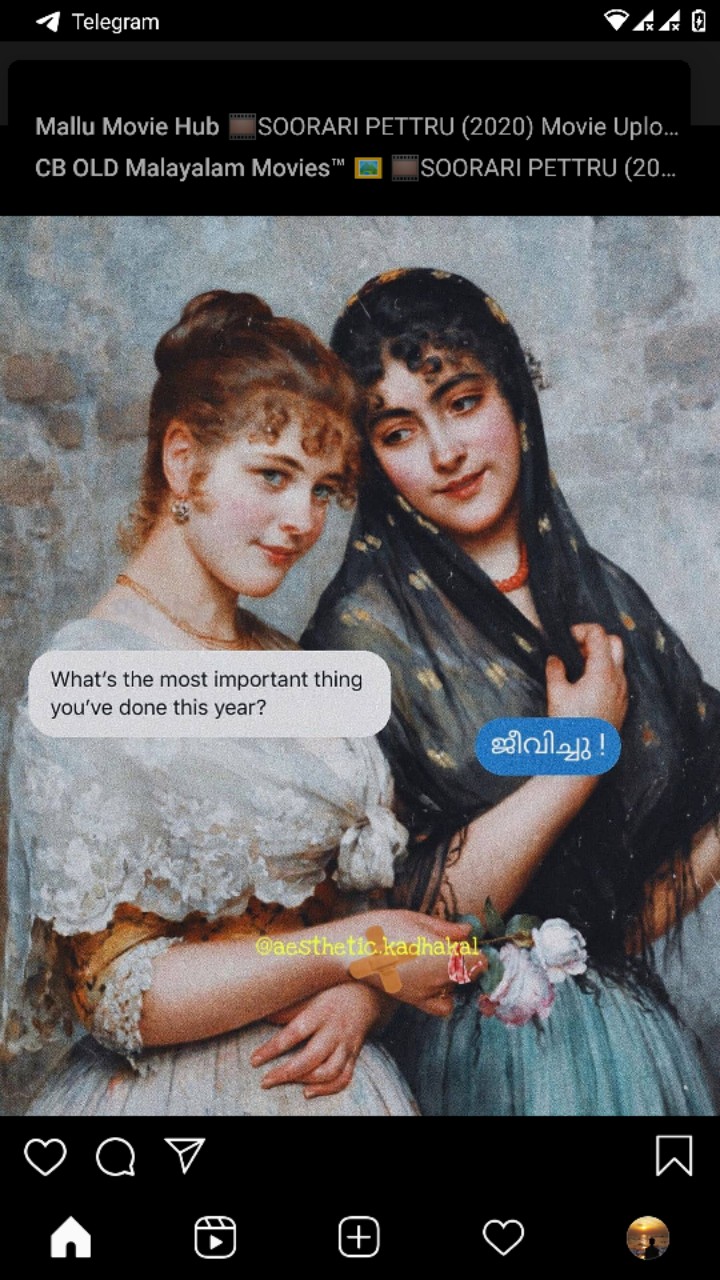 Telegram
Mallu Movie Hub 🎞️SOORARI PETTRU (2020) Movie Uplo...
CB OLD Malayalam Movies™ 🖼️ 🎞️SOORARI PETTRU (20...
What's the most important thing
you've done this year?
ജീവിച്ചു !
@aesthetic.kadhakal